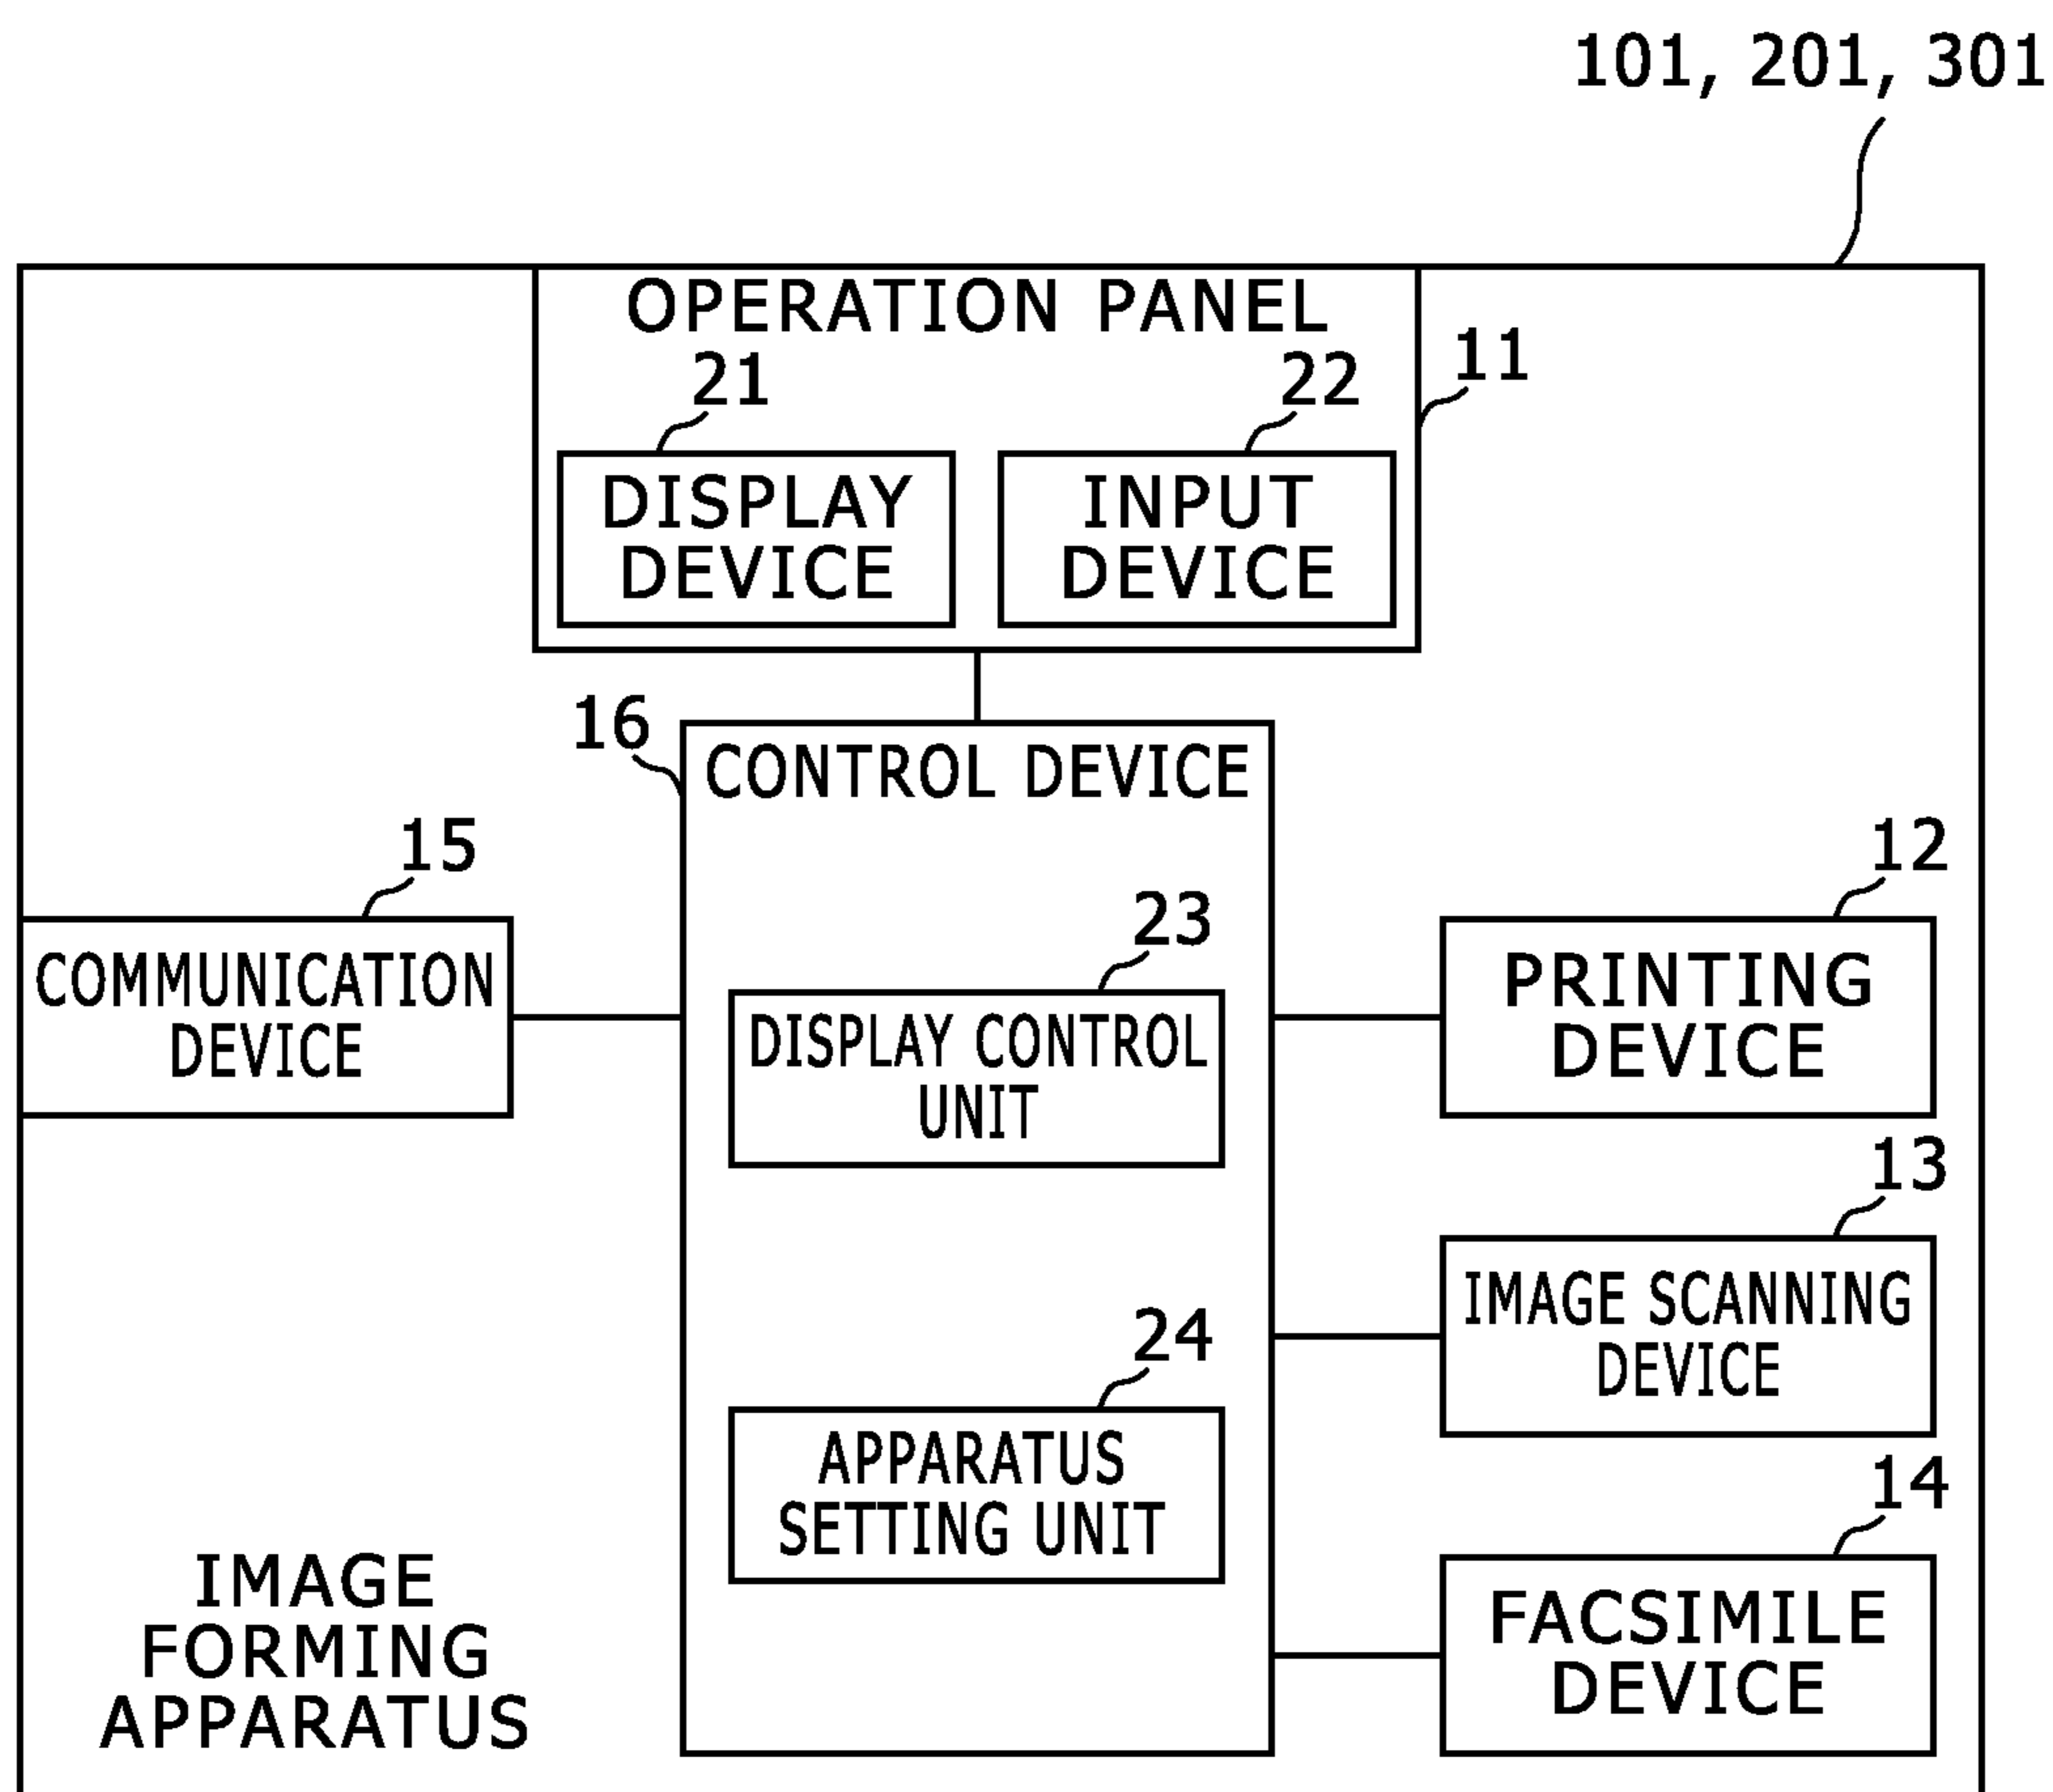 101, 201, 301
OPERATION PANEL
11
21
22
DISPLAY
DEVICE
INPUT
DEVICE
16
CONTROL DEVICE
15
COMMUNICATION
DEVICE
23
DISPLAY CONTROL
UNIT
24
APPARATUS
SETTING UNIT
12
PRINTING
DEVICE
13
IMAGE SCANNING
DEVICE
14
FACSIMILE
DEVICE
IMAGE
FORMING
APPARATUS